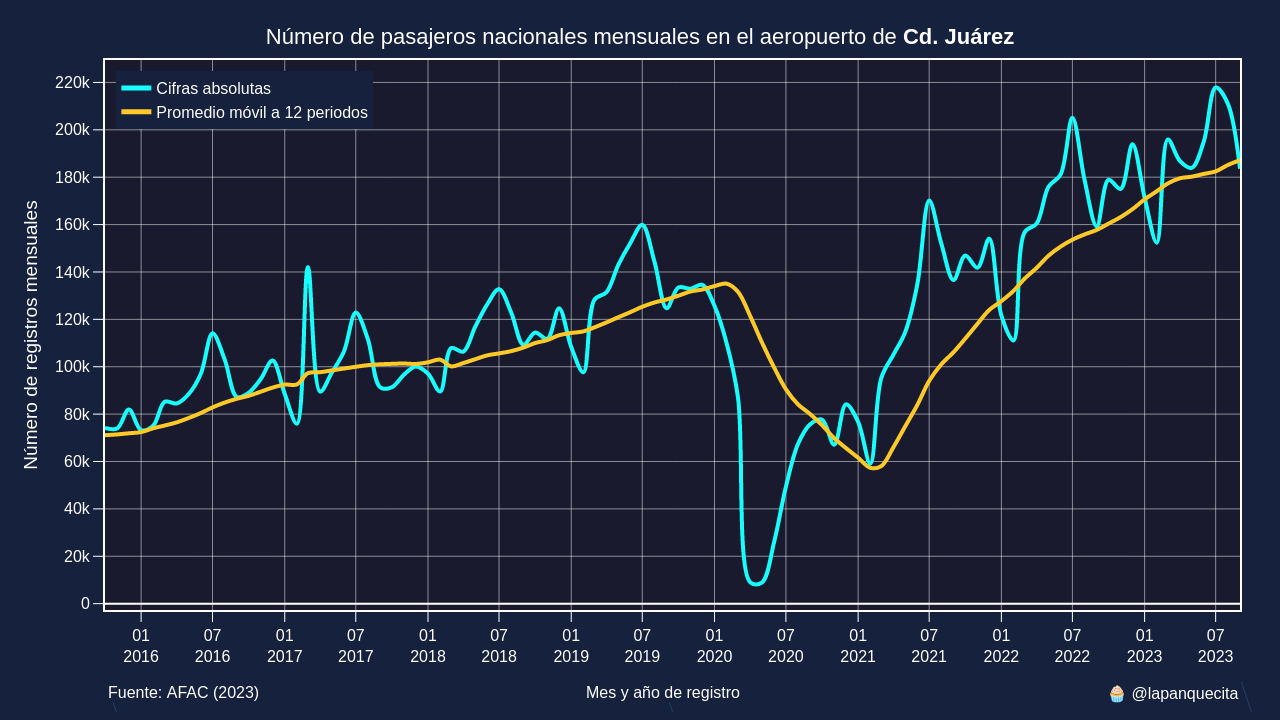 Número de pasajeros nacionales mensuales en el aeropuerto de Cd. Juárez
Cifras absolutas
Promedio móvil a 12 periodos
Número de registros mensuales
220k
200k
180k
160k
140k
120k
100k
80k
60k
40k
20k
0
01 07 01 07 01 07 01 07 01 07 01 07 01 07 01 07
2016 2016 2017 2017 2018 2018 2019 2019 2020 2020 2021 2021 2022 2022 2023 2023
Fuente: AFAC (2023)
Mes y año de registro
🧁 @lapanquecita